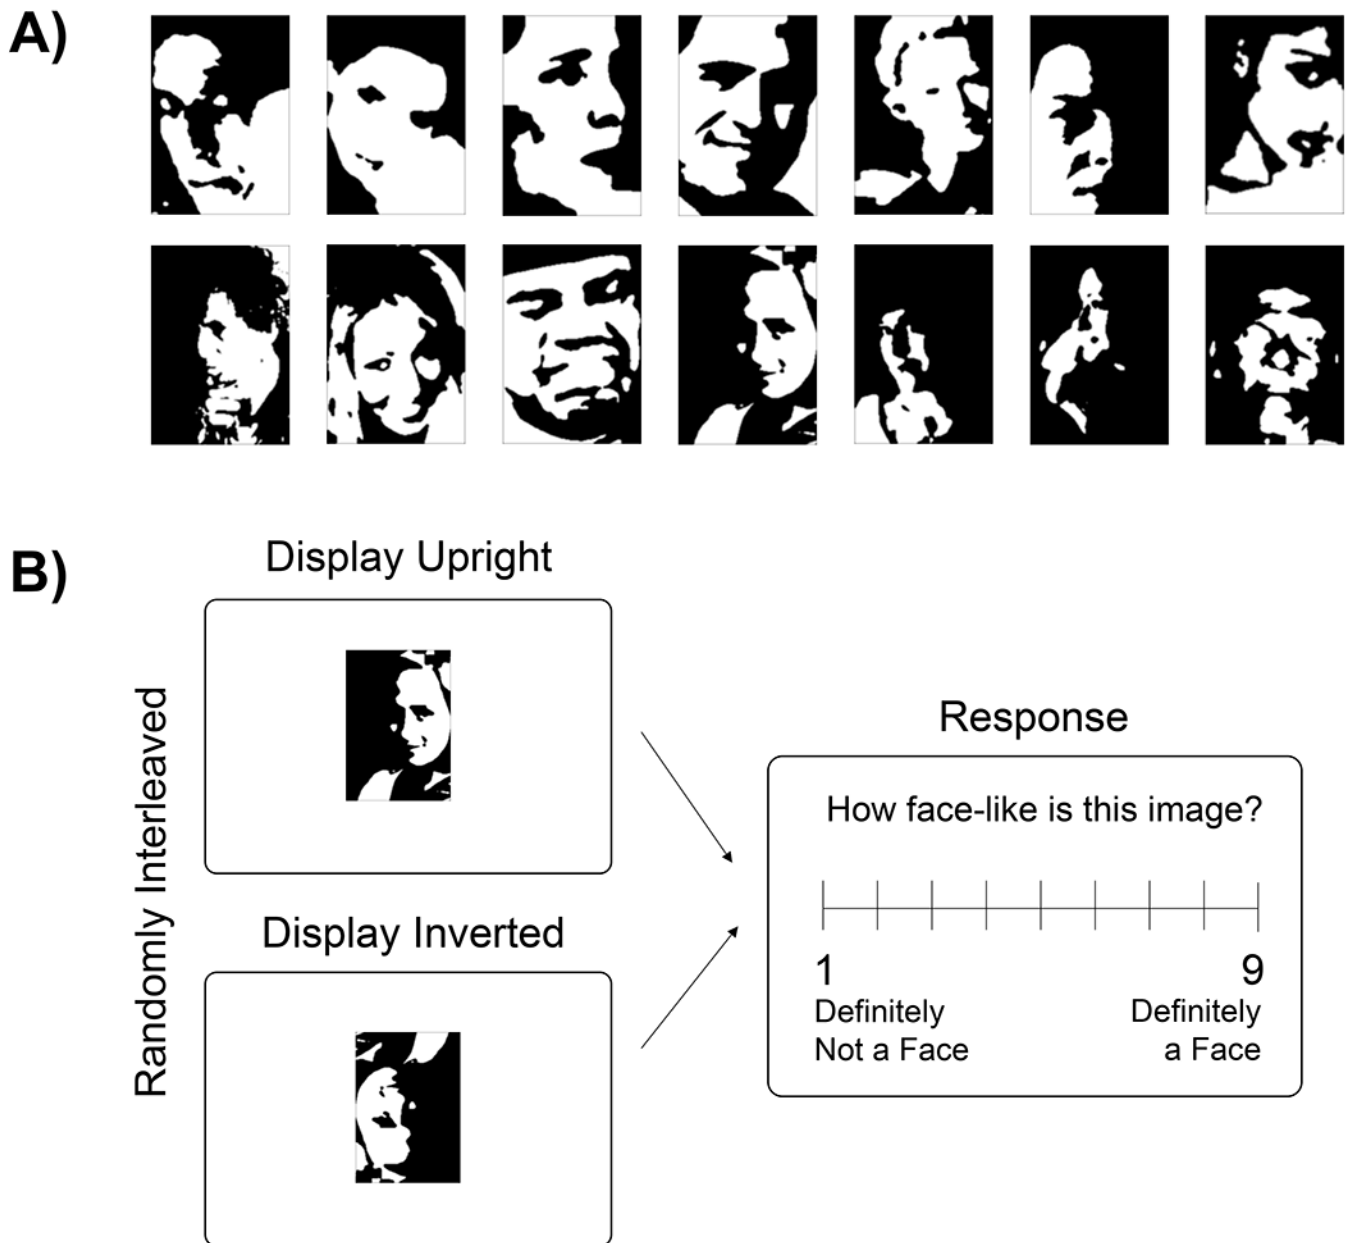 A)
B)
Display Upright
Randomly Interleaved
Display Inverted
Response
How face-like is this image?
1
9
Definitely
Not a Face
Definitely
a Face